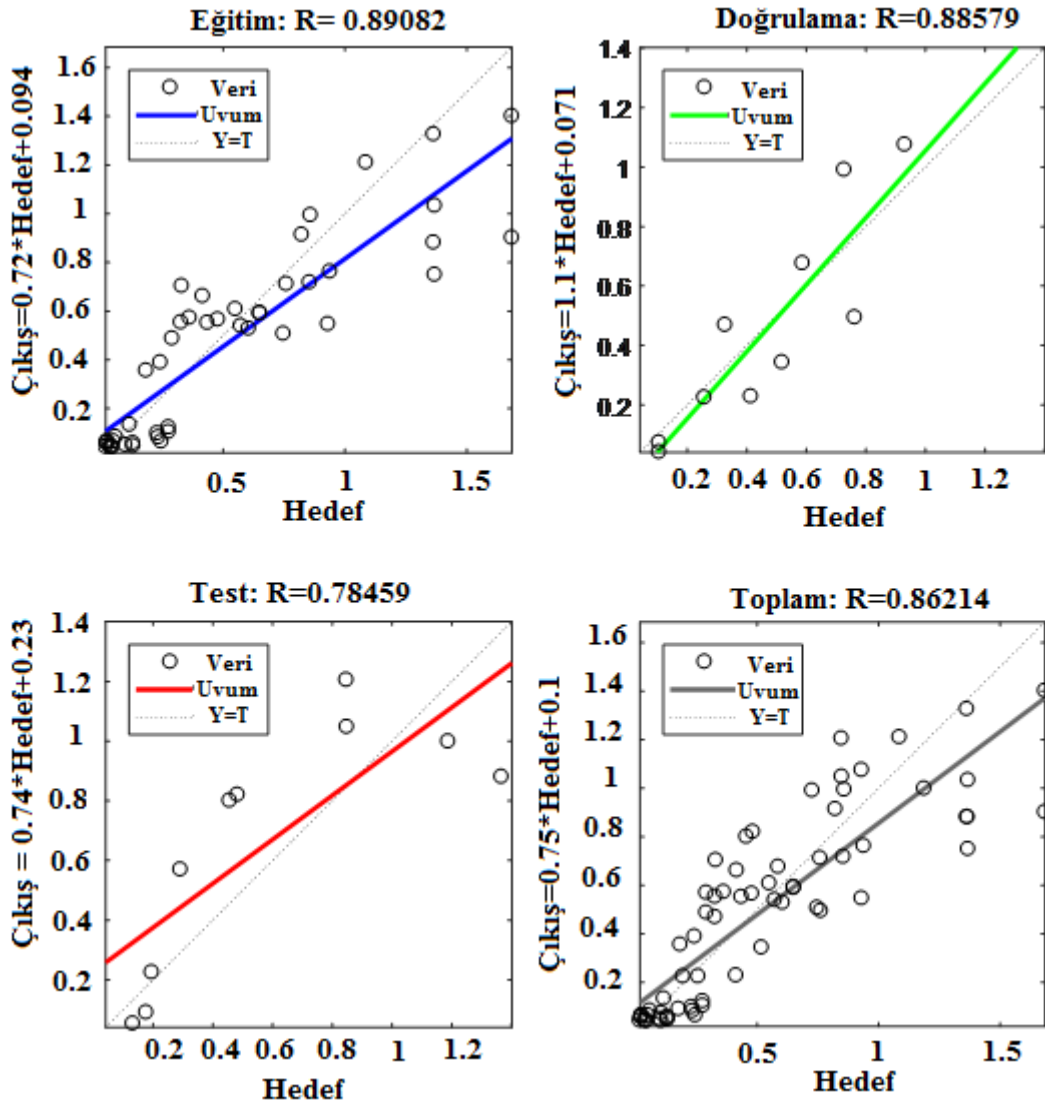 Eğitim: R= 0.89082
Çıkış=0.72*Hedef+0.094
1.6
1.4
1.2
1
0.8
0.6
0.4
0.2
Veri
Uvum
Y=T
0.5
1
1.5
Hedef
Doğrulama: R=0.88579
Çıkış=1.1*Hedef+0.071
1.4
1.2
1
0.8
0.6
0.4
0.2
Veri
Uvum
Y=T
0.2
0.4
0.6
0.8
1
1.2
Hedef
Test: R=0.78459
Çıkış = 0.74*Hedef+0.23
1.4
1.2
1
0.8
0.6
0.4
0.2
Veri
Uvum
Y=T
0.2
0.4
0.6
0.8
1
1.2
Hedef
Toplam: R=0.86214
Çıkış=0.75*Hedef+0.1
1.6
1.4
1.2
1
0.8
0.6
0.4
0.2
Veri
Uvum
Y=T
0.5
1
1.5
Hedef